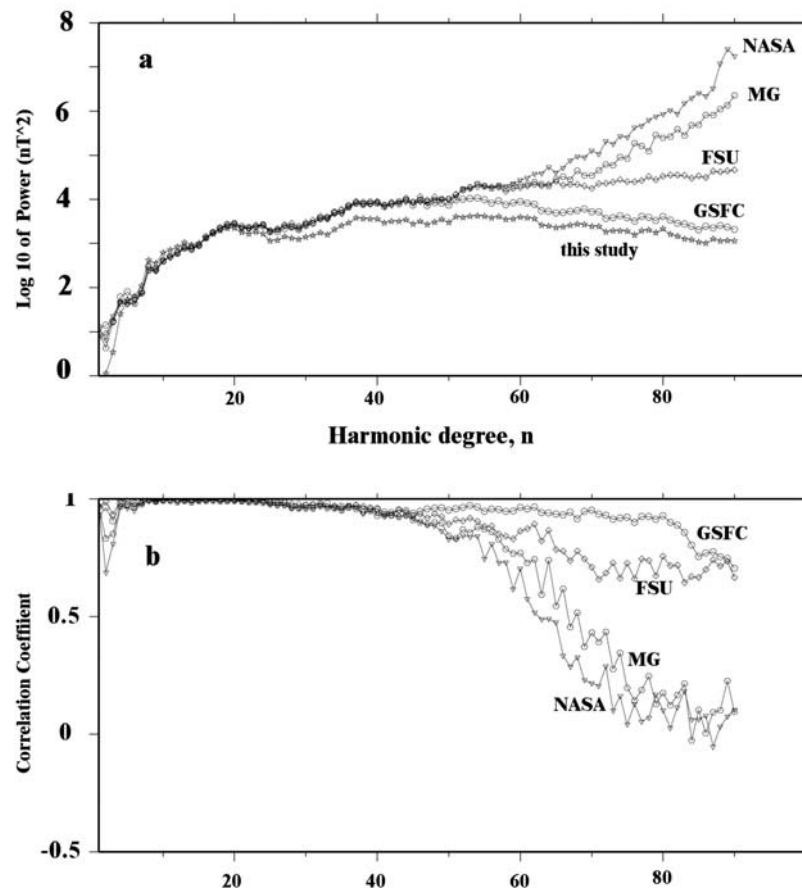 8
6
4
2
0
Log 10 of Power (nT^2)
a
NASA
MG
FSU
GSFC
this study
20
40
60
80
Harmonic degree, n
1
0.5
0
-0.5
Correlation Coeffiient
b
GSFC
FSU
MG
NASA
20
40
60
80